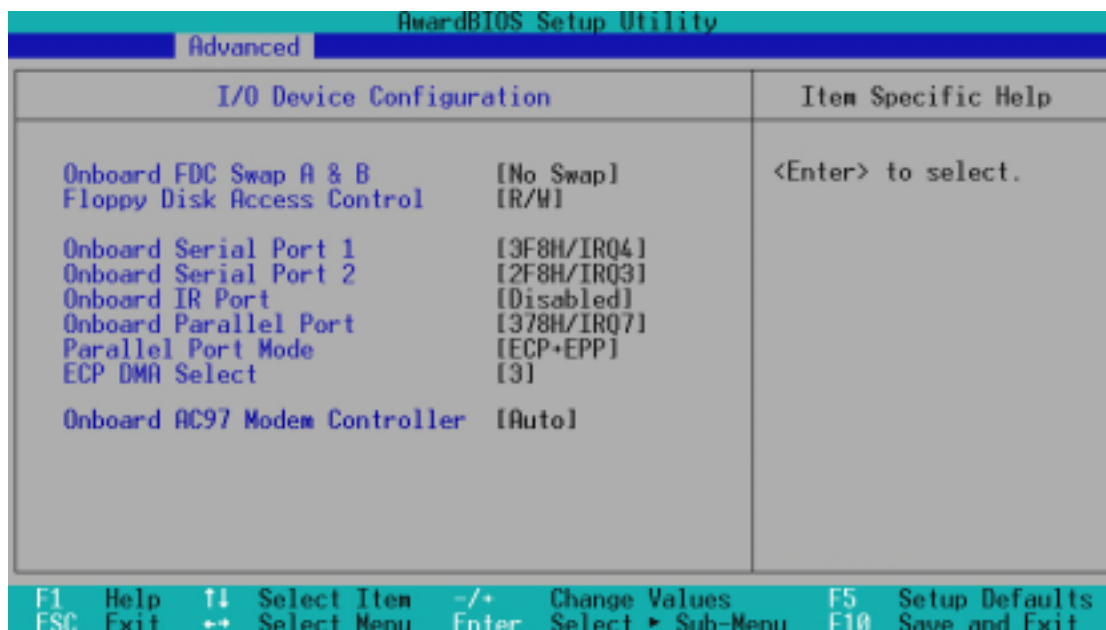 AwardBIOS Setup Utility
Advanced
I/O Device Configuration
Item Specific Help
Onboard FDC Swap A & B [No Swap]
Floppy Disk Access Control [R/W]
Onboard Serial Port 1 [3F8H/IRQ4]
Onboard Serial Port 2 [2F8H/IRQ3]
Onboard IR Port [Disabled]
Onboard Parallel Port [378H/IRQ7]
Parallel Port Mode [ECP+EPP]
ECP DMA Select [3]
Onboard AC97 Modem Controller [Auto]
<Enter> to select.
F1 Help ↑↓ Select Item -/+ Change Values F5 Setup Defaults
ESC Exit ←→ Select Menu Enter Select ► Sub-Menu F10 Save and Exit